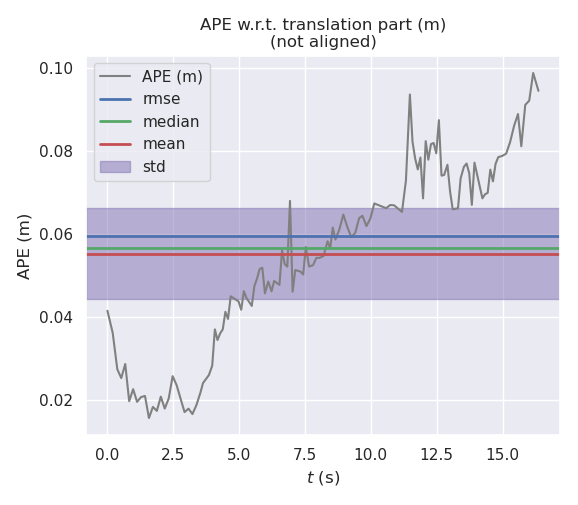 APE w.r.t. translation part (m)
(not aligned)
APE (m)
rmse
median
mean
std
APE (m)
0.10
0.08
0.06
0.04
0.02
0.0
2.5
5.0
7.5
10.0
12.5
15.0
t (s)